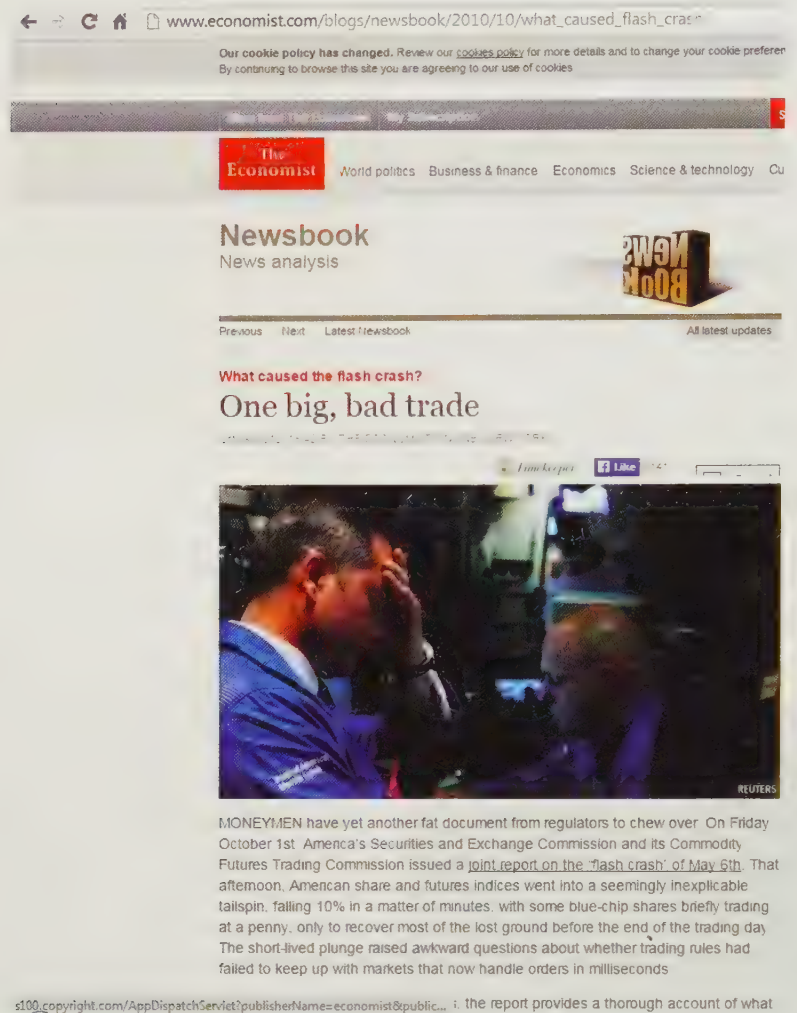 www.economist.com/blogs/newsbook/2010/10/what_caused_flash_cras
Our cookie policy has changed. Review our cookies policy for more details and to change your cookie preferen
By continuing to browse this site you are agreeing to our use of cookies
The
Economist
World politics Business & finance Economics Science & technology Cu
Newsbook
News analysis
NEWS
BOOK
Previous Next Latest Newsbook All latest updates
What caused the flash crash?
One big, bad trade
Timekeeper Like
REUTERS
MONEYMEN have yet another fat document from regulators to chew over On Friday
October 1st America's Securities and Exchange Commission and its Commodity
Futures Trading Commission issued a joint report on the "flash crash" of May 6th. That
afternoon, American share and futures indices went into a seemingly inexplicable
tailspin, falling 10% in a matter of minutes, with some blue-chip shares briefly trading
at a penny, only to recover most of the lost ground before the end of the trading day
The short-lived plunge raised awkward questions about whether trading rules had
failed to keep up with markets that now handle orders in milliseconds
s100.copyright.com/AppDispatchServlet?publisherName=economist&public... the report provides a thorough account of what